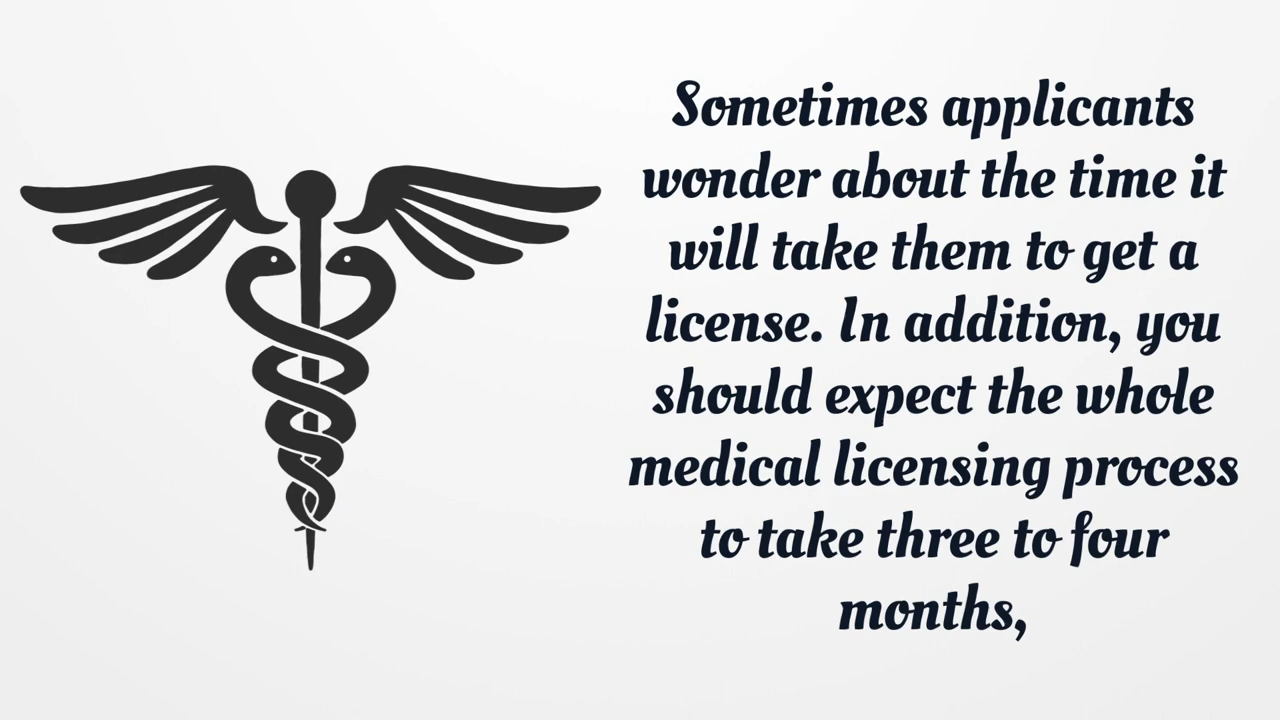 Sometimes applicants
wonder about the time it
will take them to get a
license. In addition, you
should expect the whole
medical licensing process
to take three to four
months,